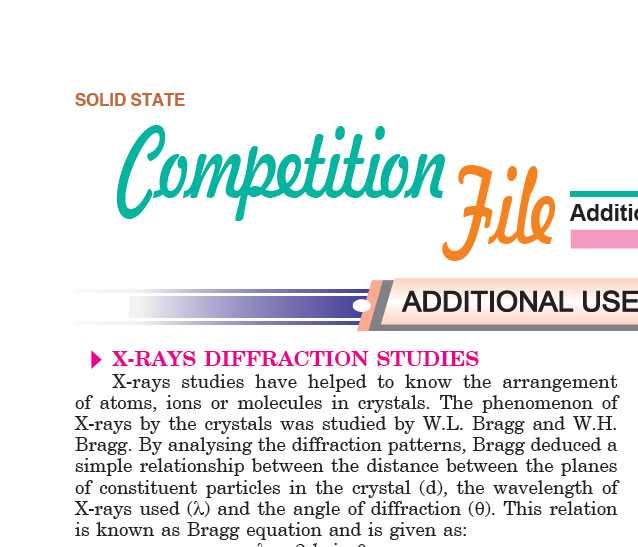 SOLID STATE
Competition
File
ADDITIONAL USE
X-RAYS DIFFRACTION STUDIES
X-rays studies have helped to know the arrangement
of atoms, ions or molecules in crystals. The phenomenon of
X-rays by the crystals was studied by W.L. Bragg and W.H.
Bragg. By analysing the diffraction patterns, Bragg deduced a
simple relationship between the distance between the planes
of constituent particles in the crystal (d), the wavelength of
X-rays used (λ) and the angle of diffraction (θ). This relation
is known as Bragg equation and is given as: